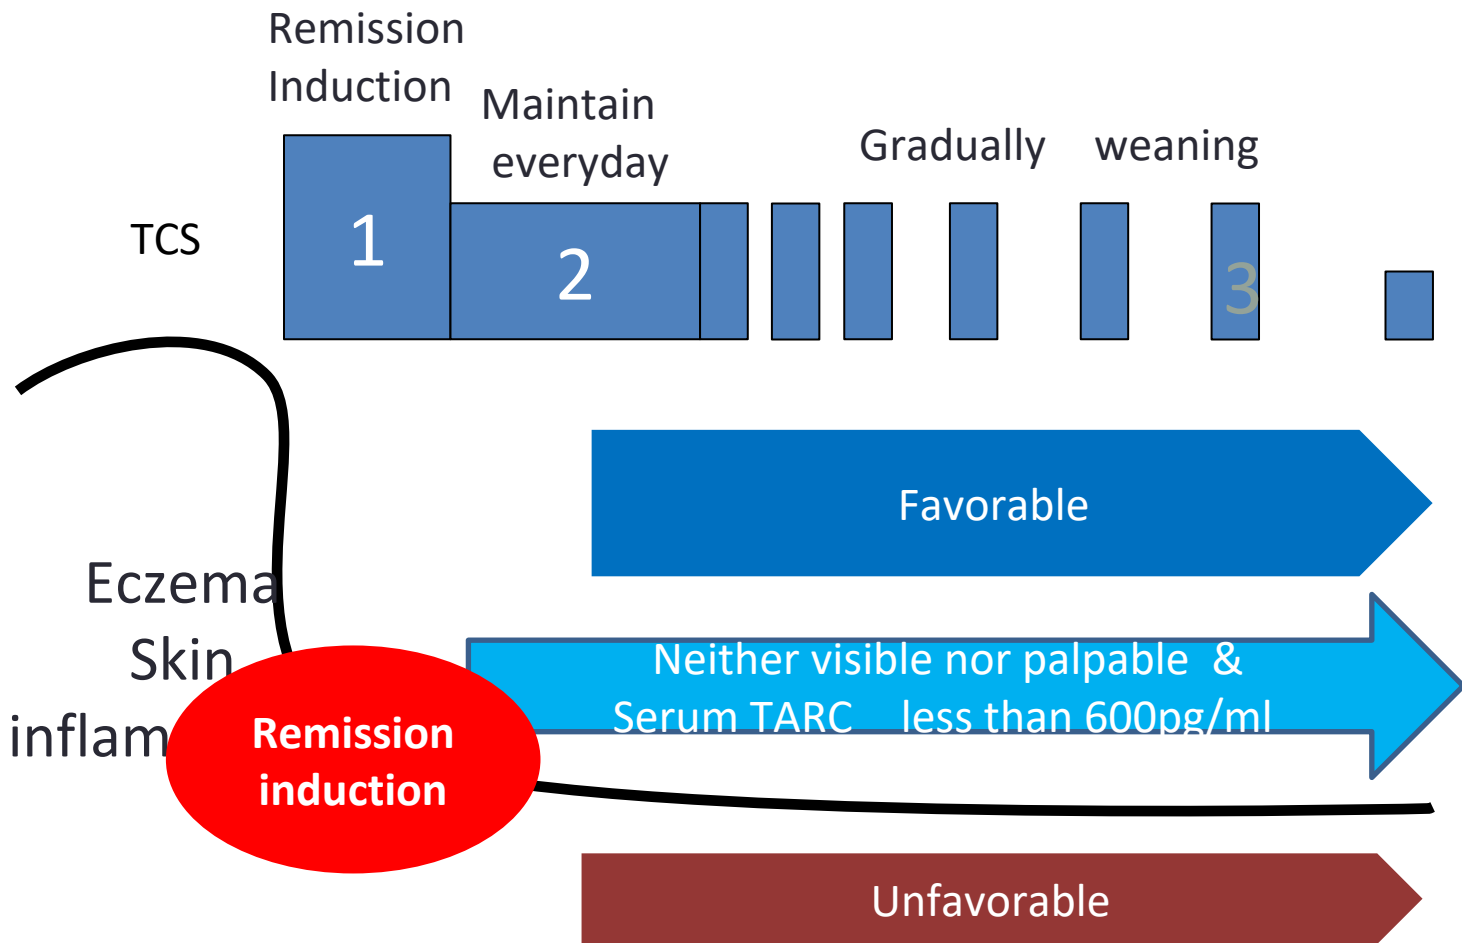 Remission
Induction
Maintain
everyday
Gradually weaning
TCS
1
2
3
Favorable
Eczema
Skin
inflam
Neither visible nor palpable &
Serum TARC less than 600pg/ml
Remission
induction
Unfavorable